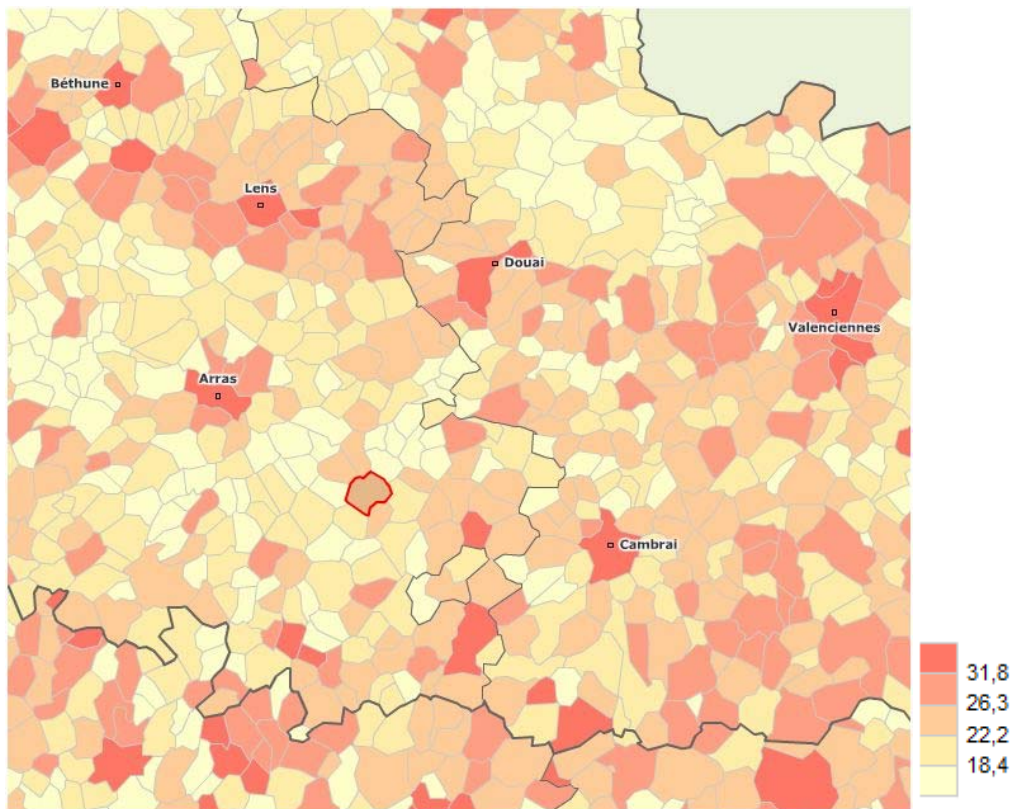 Béthune
Lens
Douai
Valenciennes
Arras
Cambrai
31,8
26,3
22,2
18,4